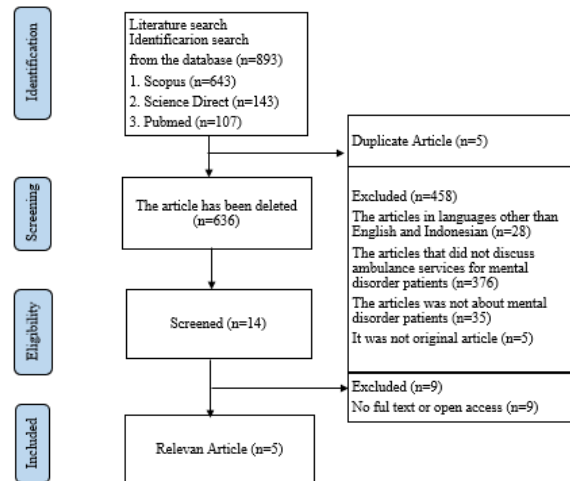 Identification
Literature search
Identificarion search
from the database (n=893)
1. Scopus (n=643)
2. Science Direct (n=143)
3. Pubmed (n=107)
Duplicate Article (n=5)
Screening
The article has been deleted
(n=636)
Excluded (n=458)
The articles in languages other than
English and Indonesian (n=28)
The articles that did not discuss
ambulance services for mental
disorder patients (n=376)
The articles was not about mental
disorder patients (n=35)
It was not original article (n=5)
Eligibility
Screened (n=14)
Excluded (n=9)
No ful text or open access (n=9)
Included
Relevan Article (n=5)